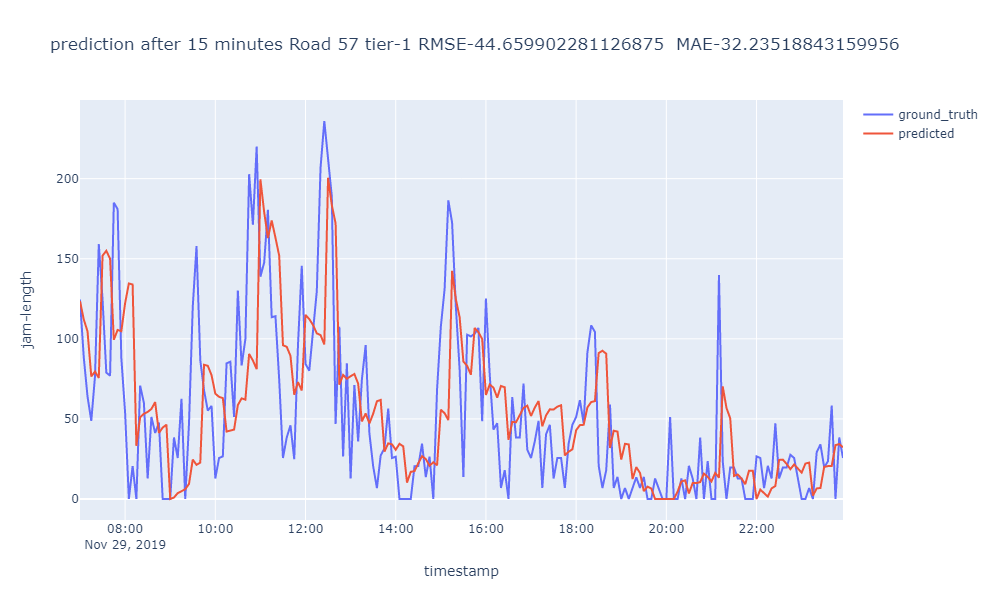 prediction after 15 minutes Road 57 tier-1 RMSE-44.659902281126875  MAE-32.23518843159956
ground_truth
predicted
jam-length
200
150
100
50
0
08:00
10:00
12:00
14:00
16:00
18:00
20:00
22:00
Nov 29, 2019
timestamp